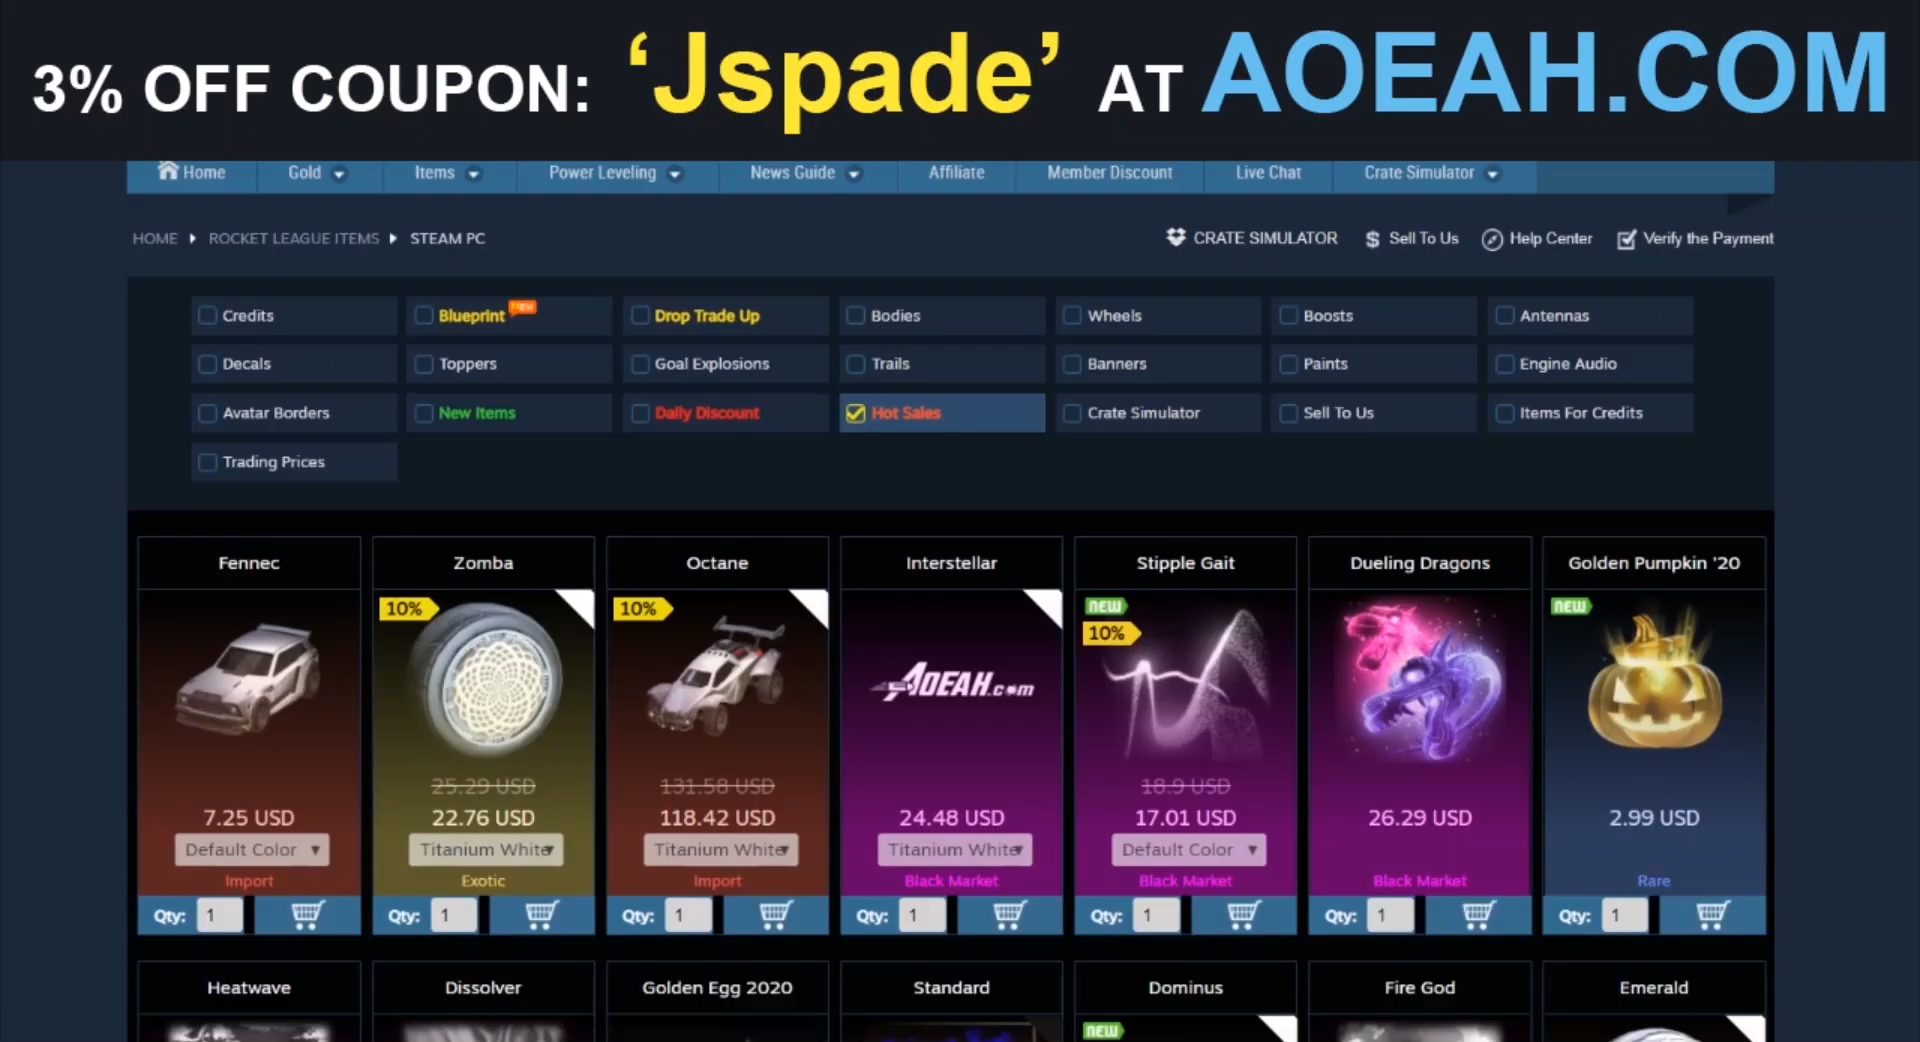 3% OFF COUPON: ‘Jspade’ AT AOEAH.COM
Home Gold Items Power Leveling News Guide Affiliate Member Discount Live Chat Crate Simulator
HOME ROCKET LEAGUE ITEMS STEAM PC CRATE SIMULATOR $ Sell To Us Help Center Verify the Payment
Credits Blueprint New Drop Trade Up Bodies Wheels Boosts Antennas
Decals Toppers Goal Explosions Trails Banners Paints Engine Audio
Avatar Borders New Items Daily Discount Hot Sales Crate Simulator Sell To Us Items For Credits
Trading Prices
Fennec Zomba Octane Interstellar Stipple Gait Dueling Dragons Golden Pumpkin '20
10% 10% NEW NEW
10%
AOEAH.com
25.29 USD 131.58 USD 18.9 USD
7.25 USD 22.76 USD 118.42 USD 24.48 USD 17.01 USD 26.29 USD 2.99 USD
Default Color Titanium White Titanium White Titanium White Default Color
Import Exotic Import Black Market Black Market Black Market Rare
Qty: 1 Qty: 1 Qty: 1 Qty: 1 Qty: 1 Qty: 1 Qty: 1
Heatwave Dissolver Golden Egg 2020 Standard Dominus Fire God Emerald
NEW